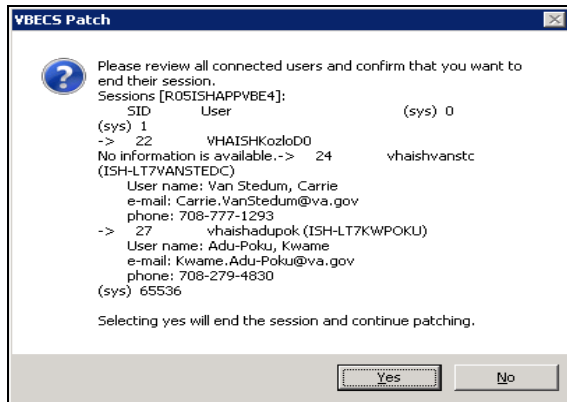 VBECS Patch
Please review all connected users and confirm that you want to
end their session.
Sessions [R05ISHAPPVBE4]:
SID User (sys) 0
(sys) 1
-> 22 VHAISHKozloD0
No information is available.-> 24 vhaishvanstc
(ISH-LT7VANSTEDC)
User name: Van Stedum, Carrie
e-mail: Carrie.VanStedum@va.gov
phone: 708-777-1293
-> 27 vhaishadupok (ISH-LT7KWPOKU)
User name: Adu-Poku, Kwame
e-mail: Kwame.Adu-Poku@va.gov
phone: 708-279-4830
(sys) 65536
Selecting yes will end the session and continue patching.
Yes No